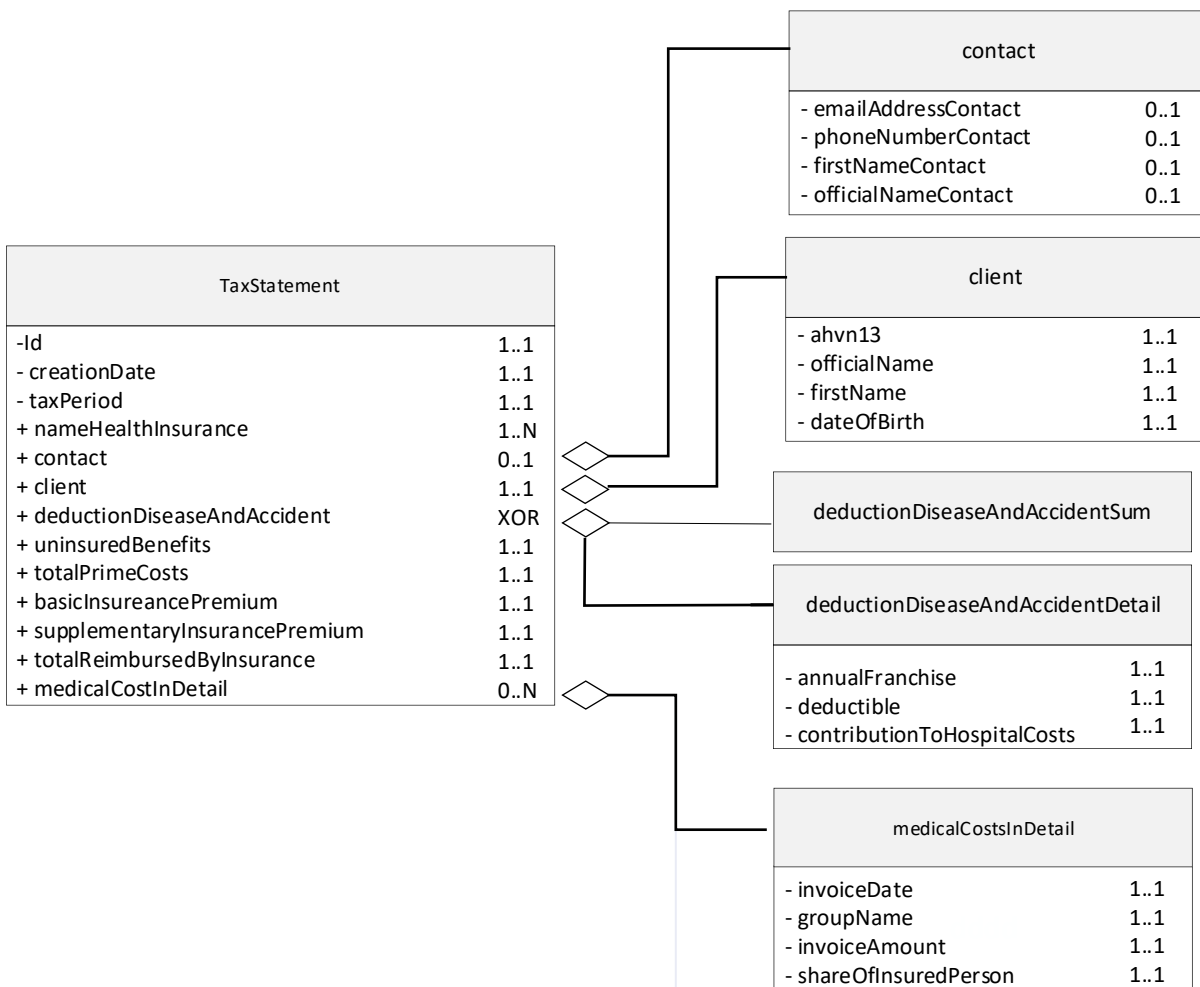 contact
- emailAddressContact 0..1
- phoneNumberContact 0..1
- firstNameContact 0..1
- officialNameContact 0..1
TaxStatement
-Id 1..1
- creationDate 1..1
- taxPeriod 1..1
+ nameHealthInsurance 1..N
+ contact 0..1
+ client 1..1
+ deductionDiseaseAndAccident XOR
+ uninsuredBenefits 1..1
+ totalPrimeCosts 1..1
+ basicInsureancePremium 1..1
+ supplementaryInsurancePremium 1..1
+ totalReimbursedByInsurance 1..1
+ medicalCostInDetail 0..N
client
- ahvn13 1..1
- officialName 1..1
- firstName 1..1
- dateOfBirth 1..1
deductionDiseaseAndAccidentSum
deductionDiseaseAndAccidentDetail
- annualFranchise 1..1
- deductible 1..1
- contributionToHospitalCosts 1..1
medicalCostsInDetail
- invoiceDate 1..1
- groupName 1..1
- invoiceAmount 1..1
- shareOfInsuredPerson 1..1